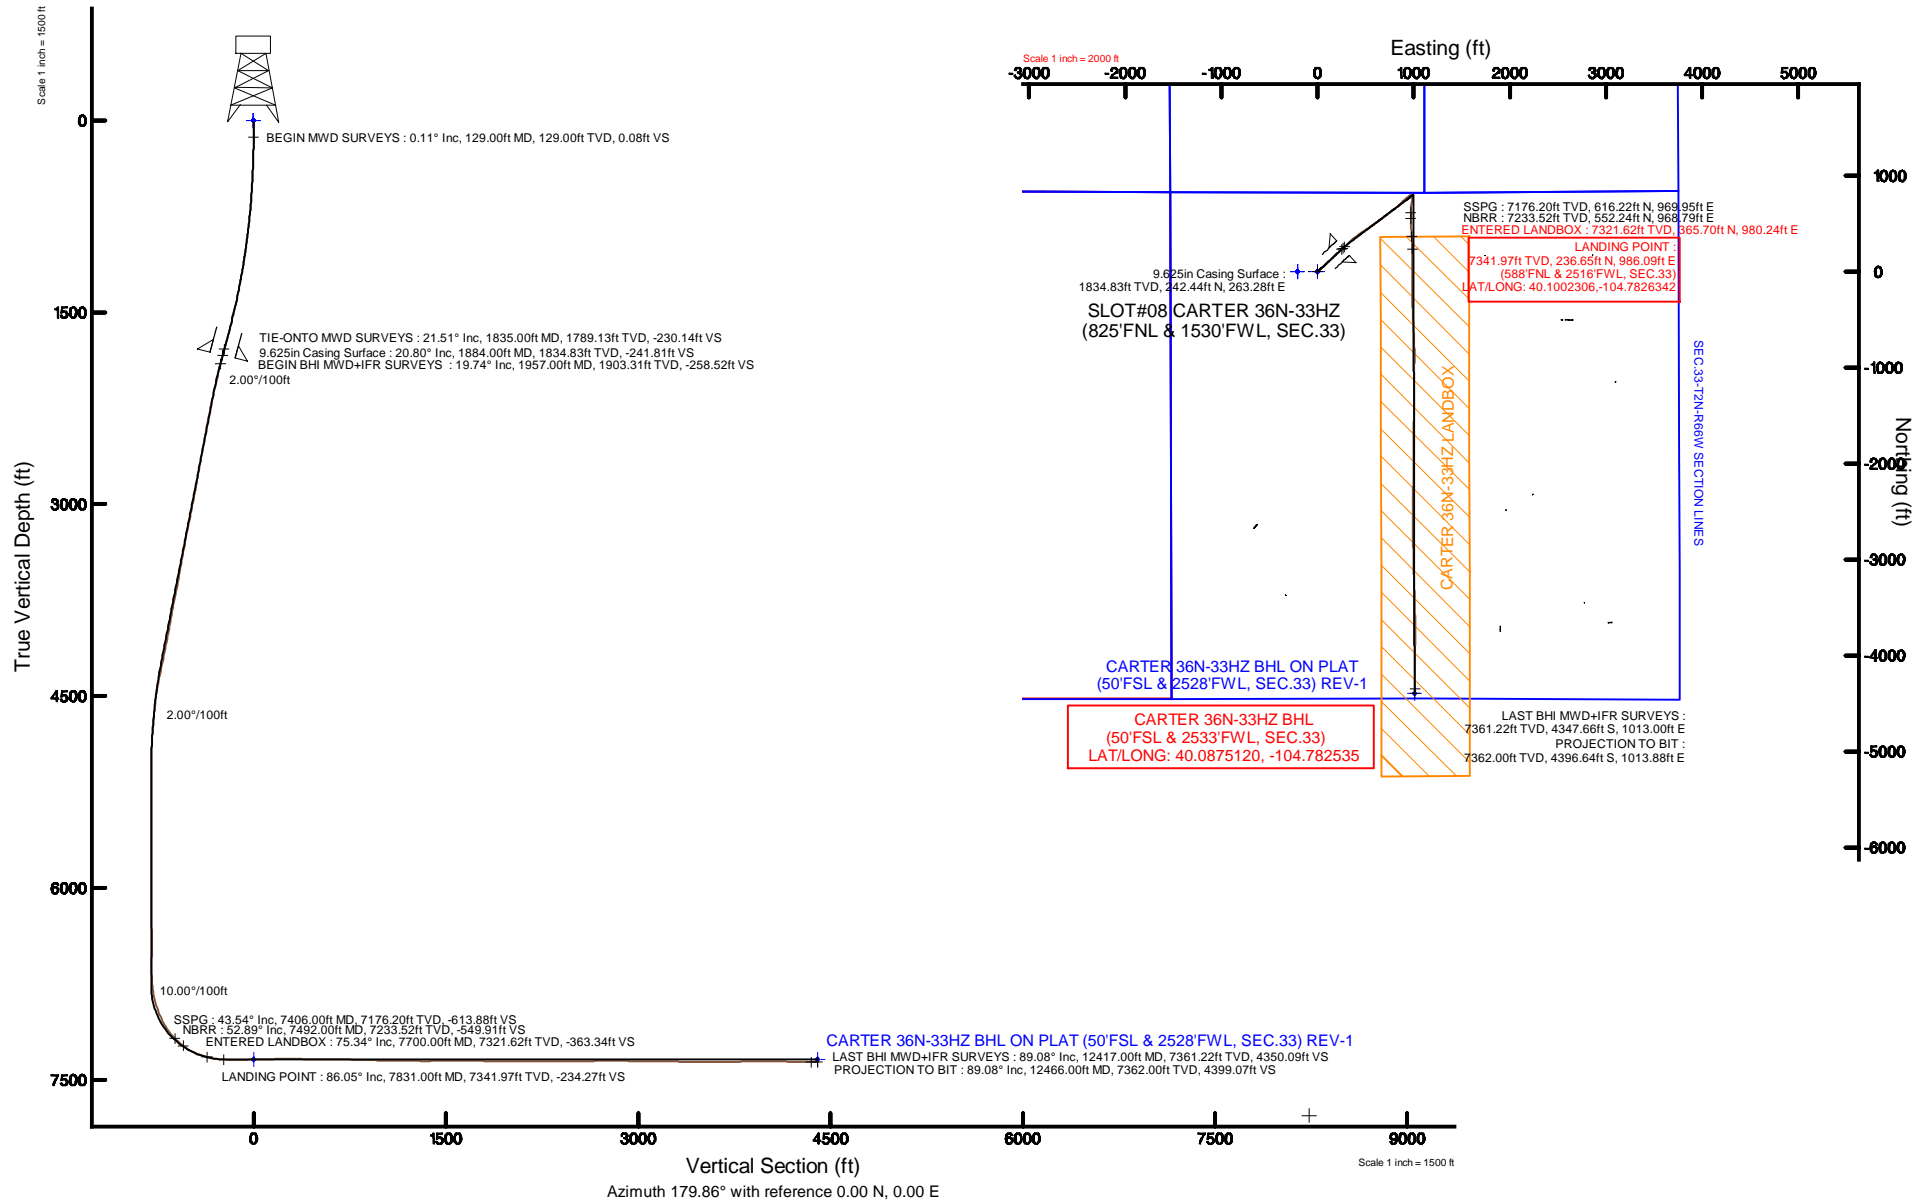 Scale 1 inch = 1500 ft
0
1500
3000
4500
6000
7500
True Vertical Depth (ft)
BEGIN MWD SURVEYS : 0.11° Inc, 129.00ft MD, 129.00ft TVD, 0.08ft VS
TIE-ONTO MWD SURVEYS : 21.51° Inc, 1835.00ft MD, 1789.13ft TVD, -230.14ft VS
9.625in Casing Surface : 20.80° Inc, 1884.00ft MD, 1834.83ft TVD, -241.81ft VS
BEGIN BHI MWD+IFR SURVEYS : 19.74° Inc, 1957.00ft MD, 1903.31ft TVD, -258.52ft VS
2.00°/100ft
2.00°/100ft
10.00°/100ft
SSPG : 43.54° Inc, 7406.00ft MD, 7176.20ft TVD, -613.88ft VS
NBRR : 52.89° Inc, 7492.00ft MD, 7233.52ft TVD, -549.91ft VS
ENTERED LANDBOX : 75.34° Inc, 7700.00ft MD, 7321.62ft TVD, -363.34ft VS
LANDING POINT : 86.05° Inc, 7831.00ft MD, 7341.97ft TVD, -234.27ft VS
CARTER 36N-33HZ BHL ON PLAT (50'FSL & 2528'FWL, SEC.33) REV-1
LAST BHI MWD+IFR SURVEYS : 89.08° Inc, 12417.00ft MD, 7361.22ft TVD, 4350.09ft VS
PROJECTION TO BIT : 89.08° Inc, 12466.00ft MD, 7362.00ft TVD, 4399.07ft VS
0 1500 3000 4500 6000 7500 9000
Vertical Section (ft)
Scale 1 inch = 1500 ft
Azimuth 179.86° with reference 0.00 N, 0.00 E
Easting (ft)
Scale 1 inch = 2000 ft
-3000 -2000 -1000 0 1000 2000 3000 4000 5000
1000
0
-1000
-2000
-3000
-4000
-5000
-6000
Northing (ft)
SSPG : 7176.20ft TVD, 616.22ft N, 969.95ft E
NBRR : 7233.52ft TVD, 552.24ft N, 968.79ft E
ENTERED LANDBOX : 7321.62ft TVD, 365.70ft N, 980.24ft E
LANDING POINT :
7341.97ft TVD, 236.65ft N, 986.09ft E
(588'FNL & 2516'FWL, SEC.33)
LAT/LONG: 40.1002306,-104.7826342
9.625in Casing Surface :
1834.83ft TVD, 242.44ft N, 263.28ft E
SLOT#08 CARTER 36N-33HZ
(825'FNL & 1530'FWL, SEC.33)
CARTER 36N-33HZ LANDBOX
SEC.33-T2N-R66W SECTION LINES
CARTER 36N-33HZ BHL ON PLAT
(50'FSL & 2528'FWL, SEC.33) REV-1
CARTER 36N-33HZ BHL
(50'FSL & 2533'FWL, SEC.33)
LAT/LONG: 40.0875120, -104.782535
LAST BHI MWD+IFR SURVEYS :
7361.22ft TVD, 4347.66ft S, 1013.00ft E
PROJECTION TO BIT :
7362.00ft TVD, 4396.64ft S, 1013.88ft E